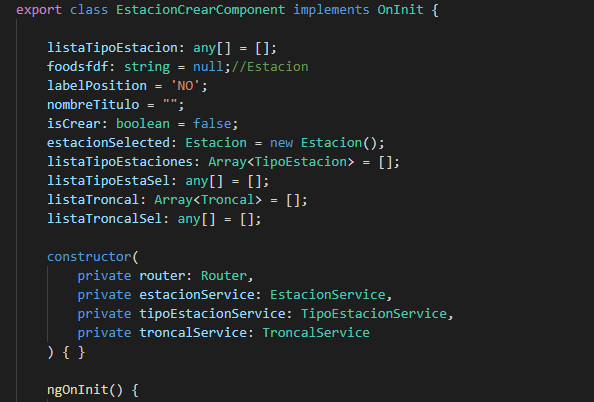 export class EstacionCrearComponent implements OnInit {
listaTipoEstacion: any[] = [];
foodsfdf: string = null;//Estacion
labelPosition = 'NO';
nombreTitulo = "";
isCrear: boolean = false;
estacionSelected: Estacion = new Estacion();
listaTipoEstaciones: Array<TipoEstacion> = [];
listaTipoEstaSel: any[] = [];
listaTroncal: Array<Troncal> = [];
listaTroncalSel: any[] = [];
constructor(
private router: Router,
private estacionService: EstacionService,
private tipoEstacionService: TipoEstacionService,
private troncalService: TroncalService
) { }
ngOnInit() {